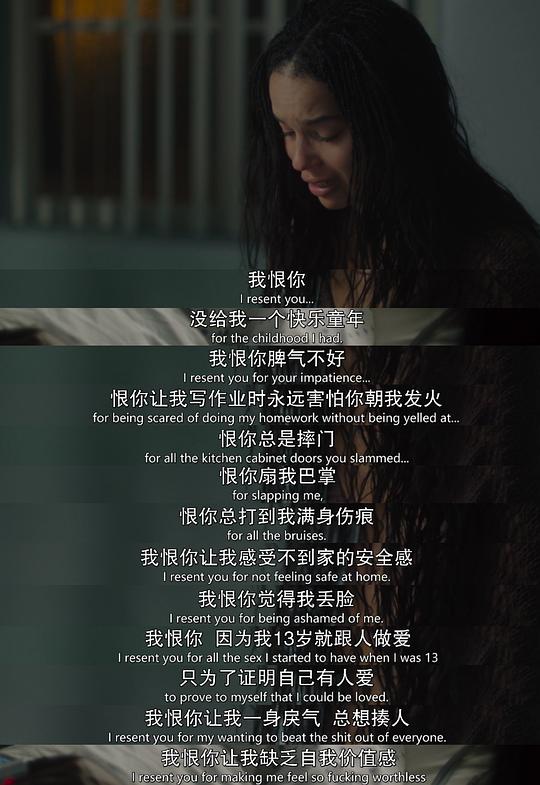 我恨你
I resent you...
没给我一个快乐童年
for the childhood I had.
我恨你脾气不好
I resent you for your impatience...
恨你让我写作业时永远害怕你朝我发火
for being scared of doing my homework without being yelled at...
恨你总是摔门
for all the kitchen cabinet doors you slammed...
恨你扇我巴掌
for slapping me,
恨你总打到我满身伤痕
for all the bruises.
我恨你让我感受不到家的安全感
I resent you for not feeling safe at home.
我恨你觉得我丢脸
I resent you for being ashamed of me.
我恨你 因为我13岁就跟人做爱
I resent you for all the sex I started to have when I was 13
只为了证明自己有人爱
to prove to myself that I could be loved.
我恨你让我一身戾气 总想揍人
I resent you for my wanting to beat the shit out of everyone.
我恨你让我缺乏自我价值感
I resent you for making me feel so fucking worthless